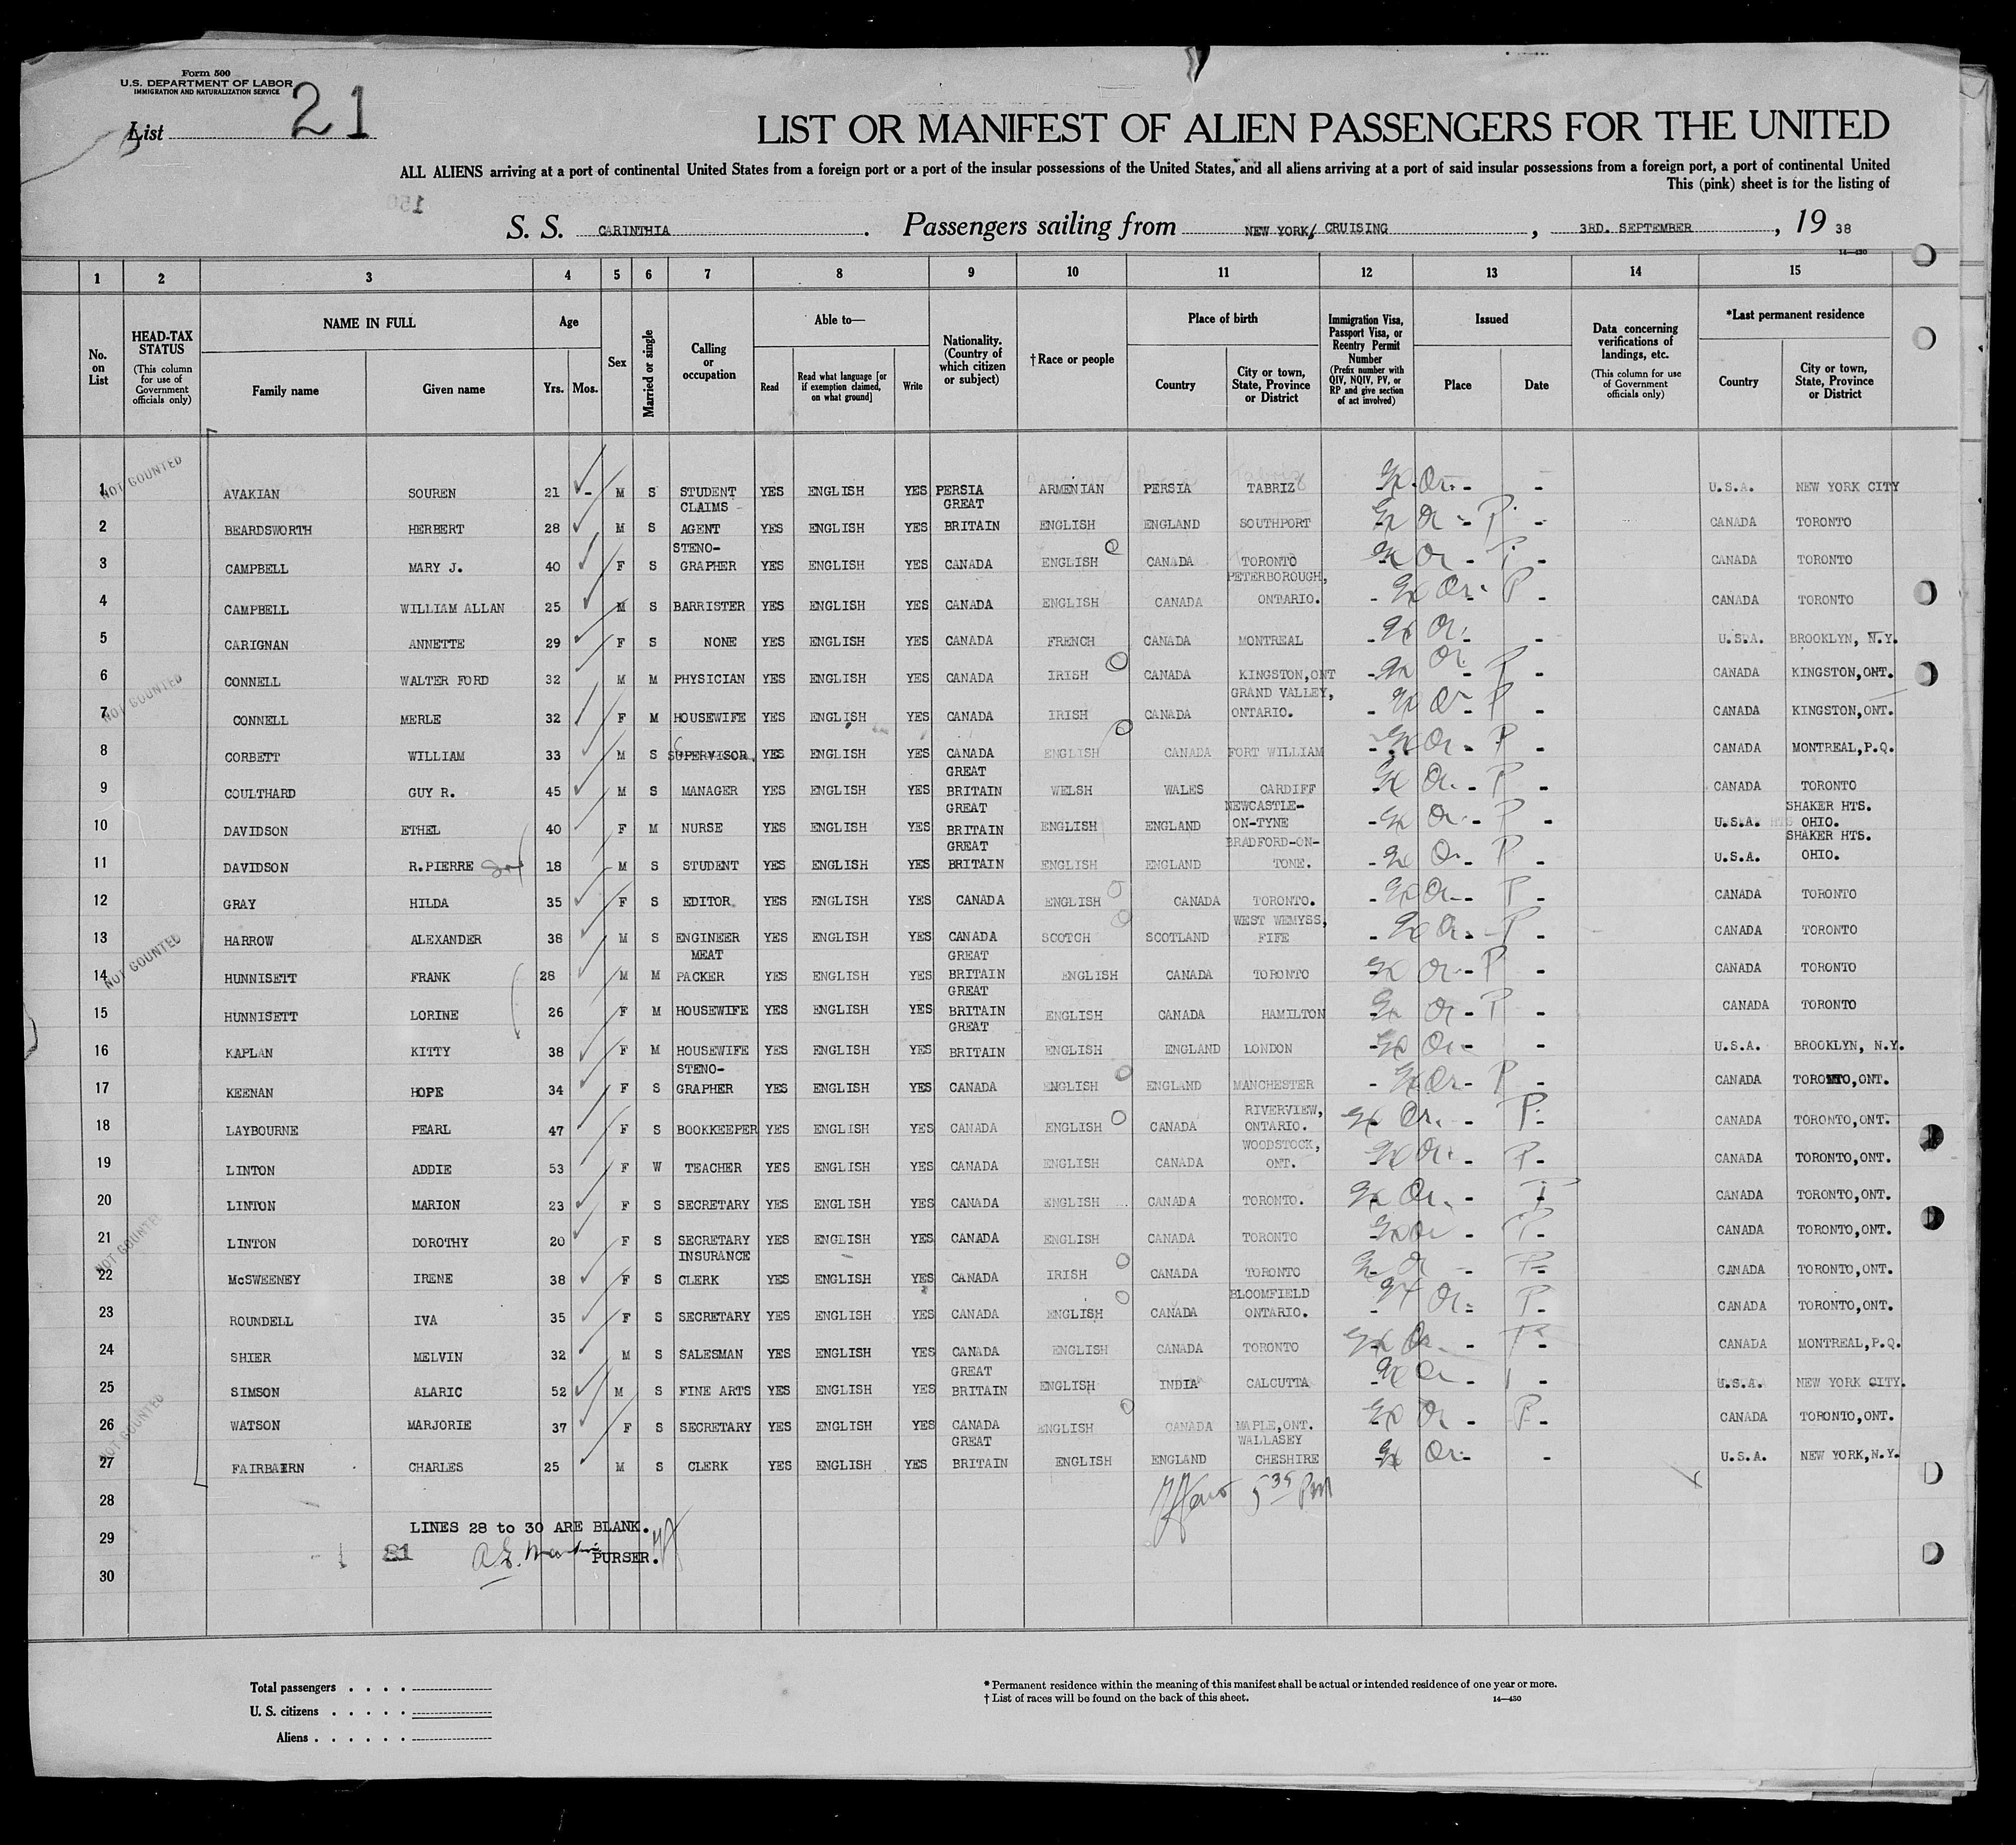 Form 500
U.S. DEPARTMENT OF LABOR
IMMIGRATION AND NATURALIZATION SERVICE
List 21
LIST OR MANIFEST OF ALIEN PASSENGERS FOR THE UNITED
ALL ALIENS arriving at a port of continental United States from a foreign port or a port of the insular possessions of the United States, and all aliens arriving at a port of said insular possessions from a foreign port, a port of continental United
This (pink) sheet is for the listing of
S. S. CARINTHIA. Passengers sailing from NEW YORK/ CRUISING, 3RD. SEPTEMBER, 19 38
14—430
1 2 3 4 5 6 7 8 9 10 11 12 13 14 15
No. on List
HEAD-TAX STATUS (This column for use of Government officials only)
NAME IN FULL Family name Given name
Age Yrs. Mos.
Sex
Married or single
Calling or occupation
Able to— Read Read what language [or if exemption claimed, on what ground] Write
Nationality. (Country of which citizen or subject)
†Race or people
Place of birth Country City or town, State, Province or District
Immigration Visa, Passport Visa, or Reentry Permit Number (Prefix number with QIV, NQIV, PV, or RP and give section of act involved)
Issued Place Date
Data concerning verifications of landings, etc. (This column for use of Government officials only)
*Last permanent residence Country City or town, State, Province or District
NOT COUNTED
1 AVAKIAN SOUREN 21 - M S STUDENT YES ENGLISH YES PERSIA ARMENIAN PERSIA TABRIZ - - U.S.A. NEW YORK CITY
2 BEARDSWORTH HERBERT 28 M S CLAIMS AGENT YES ENGLISH YES GREAT BRITAIN ENGLISH ENGLAND SOUTHPORT - - P - CANADA TORONTO
3 CAMPBELL MARY J. 40 F S STENO-GRAPHER YES ENGLISH YES CANADA ENGLISH CANADA TORONTO - - P - CANADA TORONTO
4 CAMPBELL WILLIAM ALLAN 25 M S BARRISTER YES ENGLISH YES CANADA ENGLISH CANADA PETERBOROUGH, ONTARIO. - - P - CANADA TORONTO
5 CARIGNAN ANNETTE 29 F S NONE YES ENGLISH YES CANADA FRENCH CANADA MONTREAL - - U.S.A. BROOKLYN, N.Y.
6 CONNELL WALTER FORD 32 M M PHYSICIAN YES ENGLISH YES CANADA IRISH CANADA KINGSTON,ONT - - P - CANADA KINGSTON,ONT.
NOT COUNTED
7 CONNELL MERLE 32 F M HOUSEWIFE YES ENGLISH YES CANADA IRISH CANADA GRAND VALLEY, ONTARIO. - - P - CANADA KINGSTON,ONT.
8 CORBETT WILLIAM 33 M S SUPERVISOR YES ENGLISH YES CANADA ENGLISH CANADA FORT WILLIAM - - P - CANADA MONTREAL,P.Q.
9 COULTHARD GUY R. 45 M S MANAGER YES ENGLISH YES GREAT BRITAIN WELSH WALES CARDIFF - - P - CANADA TORONTO
10 DAVIDSON ETHEL 40 F M NURSE YES ENGLISH YES GREAT BRITAIN ENGLISH ENGLAND NEWCASTLE-ON-TYNE - - P - U.S.A. SHAKER HTS. OHIO.
11 DAVIDSON R.PIERRE 18 M S STUDENT YES ENGLISH YES GREAT BRITAIN ENGLISH ENGLAND BRADFORD-ON-TONE. - - P - U.S.A. SHAKER HTS. OHIO.
12 GRAY HILDA 35 F S EDITOR YES ENGLISH YES CANADA ENGLISH CANADA TORONTO. - - P - CANADA TORONTO
13 HARROW ALEXANDER 38 M S ENGINEER YES ENGLISH YES CANADA SCOTCH SCOTLAND WEST WEMYSS, FIFE - - P - CANADA TORONTO
NOT COUNTED
14 HUNNISETT FRANK 28 M M MEAT PACKER YES ENGLISH YES GREAT BRITAIN ENGLISH CANADA TORONTO - - P - CANADA TORONTO
15 HUNNISETT LORINE 26 F M HOUSEWIFE YES ENGLISH YES GREAT BRITAIN ENGLISH CANADA HAMILTON - - P - CANADA TORONTO
16 KAPLAN KITTY 38 F M HOUSEWIFE YES ENGLISH YES GREAT BRITAIN ENGLISH ENGLAND LONDON - - U.S.A. BROOKLYN, N.Y.
17 KEENAN HOPE 34 F S STENO-GRAPHER YES ENGLISH YES CANADA ENGLISH ENGLAND MANCHESTER - - P - CANADA TORONTO,ONT.
18 LAYBOURNE PEARL 47 F S BOOKKEEPER YES ENGLISH YES CANADA ENGLISH CANADA RIVERVIEW, ONTARIO. - - P - CANADA TORONTO,ONT.
19 LINTON ADDIE 53 F W TEACHER YES ENGLISH YES CANADA ENGLISH CANADA WOODSTOCK, ONT. - - P - CANADA TORONTO,ONT.
20 LINTON MARION 23 F S SECRETARY YES ENGLISH YES CANADA ENGLISH CANADA TORONTO. - - CANADA TORONTO,ONT.
21 LINTON DOROTHY 20 F S SECRETARY YES ENGLISH YES CANADA ENGLISH CANADA TORONTO - P - CANADA TORONTO,ONT.
NOT COUNTED
22 McSWEENEY IRENE 38 F S INSURANCE CLERK YES ENGLISH YES CANADA IRISH CANADA TORONTO - - P - CANADA TORONTO,ONT.
23 ROUNDELL IVA 35 F S SECRETARY YES ENGLISH YES CANADA ENGLISH CANADA BLOOMFIELD ONTARIO. - - P - CANADA TORONTO,ONT.
24 SHIER MELVIN 32 M S SALESMAN YES ENGLISH YES CANADA ENGLISH CANADA TORONTO - - P - CANADA MONTREAL,P.Q.
25 SIMSON ALARIC 52 M S FINE ARTS YES ENGLISH YES GREAT BRITAIN ENGLISH INDIA CALCUTTA - - U.S.A. NEW YORK CITY.
26 WATSON MARJORIE 37 F S SECRETARY YES ENGLISH YES CANADA ENGLISH CANADA MAPLE,ONT. - - P - CANADA TORONTO,ONT.
NOT COUNTED
27 FAIRBAIRN CHARLES 25 M S CLERK YES ENGLISH YES GREAT BRITAIN ENGLISH ENGLAND WALLASEY CHESHIRE - - U.S.A. NEW YORK,N.Y.
28 5 35 PM
29 LINES 28 to 30 ARE BLANK.
81 PURSER.
30
Total passengers . . . .
U. S. citizens . . . . .
Aliens . . . . . .
* Permanent residence within the meaning of this manifest shall be actual or intended residence of one year or more.
† List of races will be found on the back of this sheet. 14—430